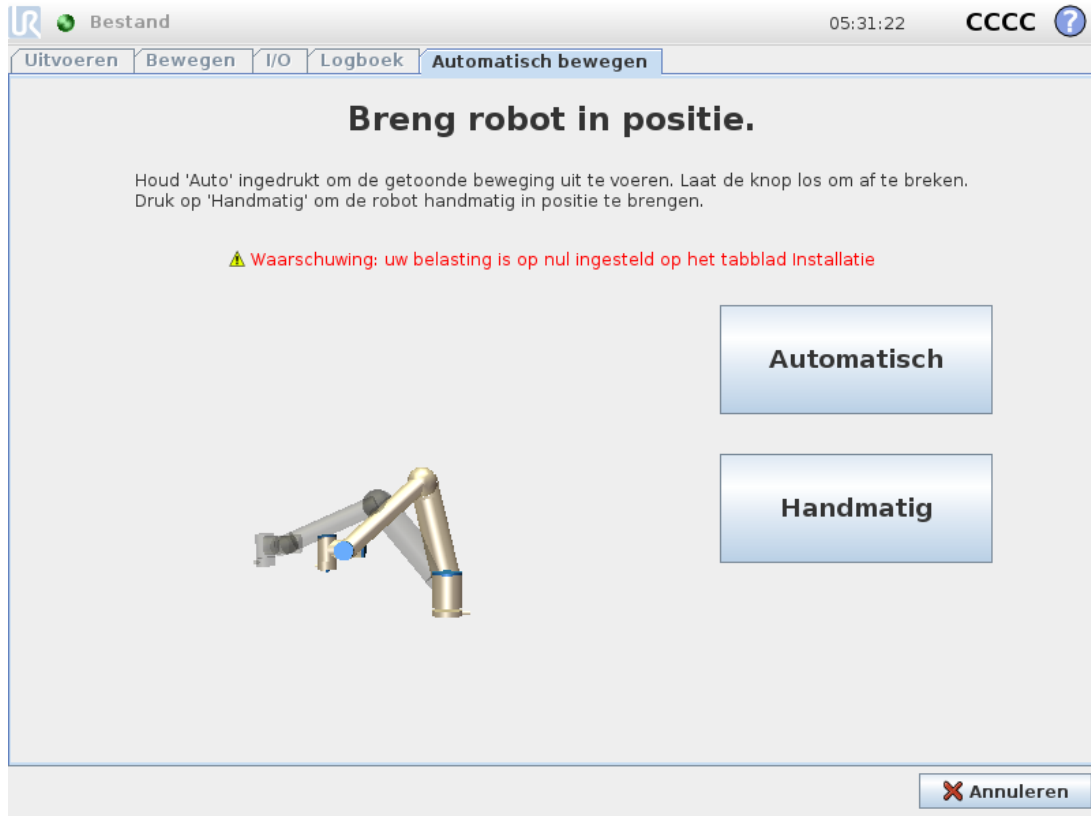 UR Bestand 05:31:22 CCCC ?
Uitvoeren Bewegen I/O Logboek Automatisch bewegen
Breng robot in positie.
Houd 'Auto' ingedrukt om de getoonde beweging uit te voeren. Laat de knop los om af te breken.
Druk op 'Handmatig' om de robot handmatig in positie te brengen.
Waarschuwing: uw belasting is op nul ingesteld op het tabblad Installatie
Automatisch
Handmatig
Annuleren